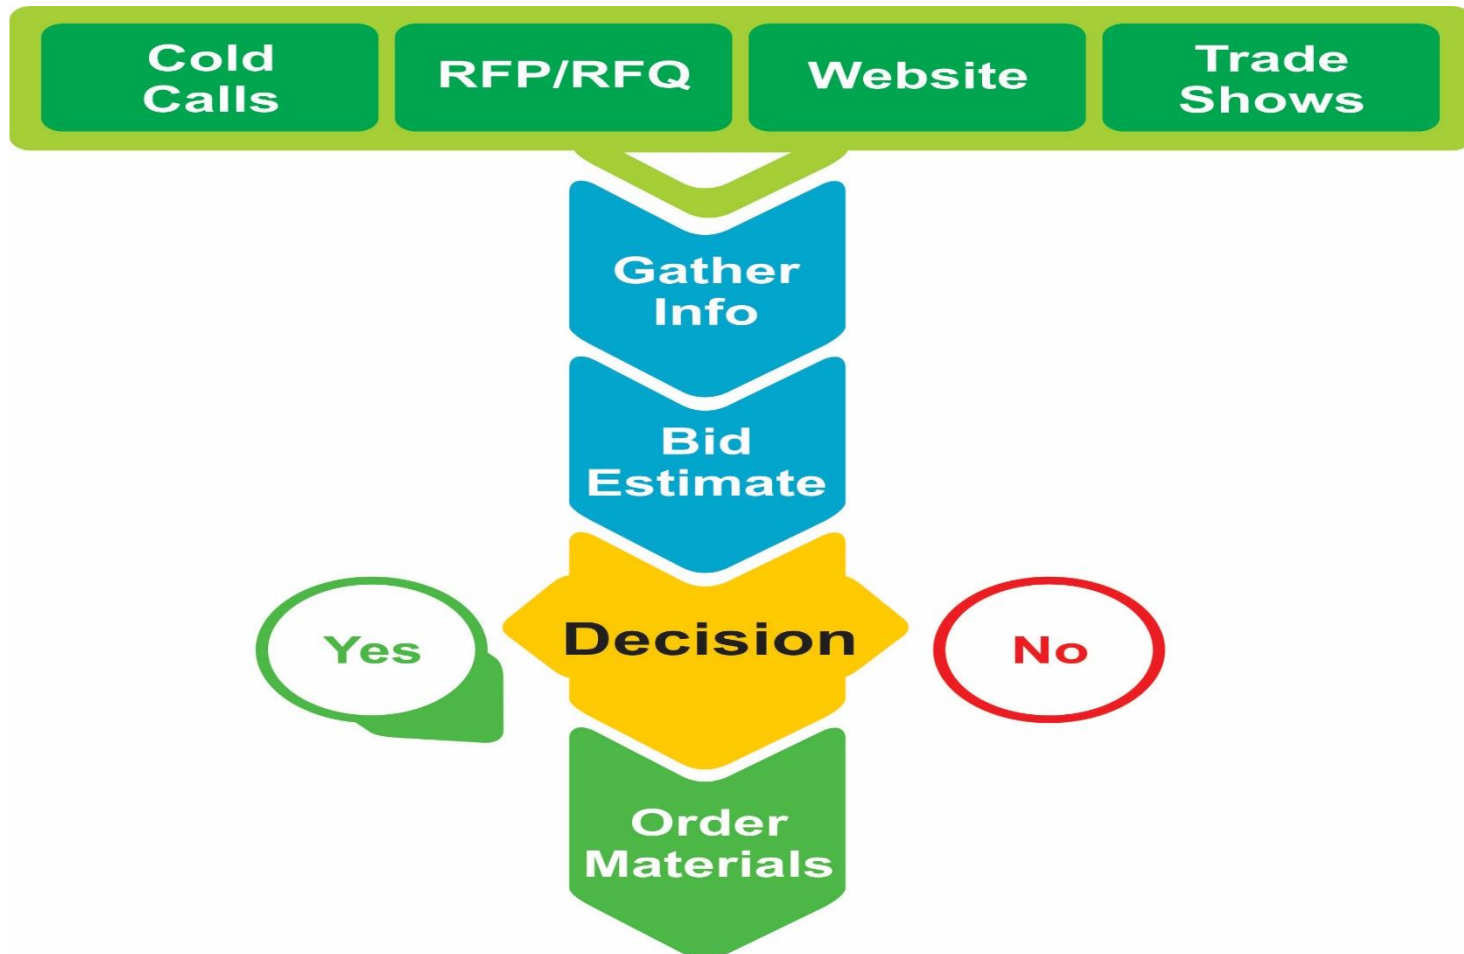 Cold
Calls
RFP/RFQ
Website
Trade
Shows
Gather
Info
Bid
Estimate
Yes
Decision
No
Order
Materials